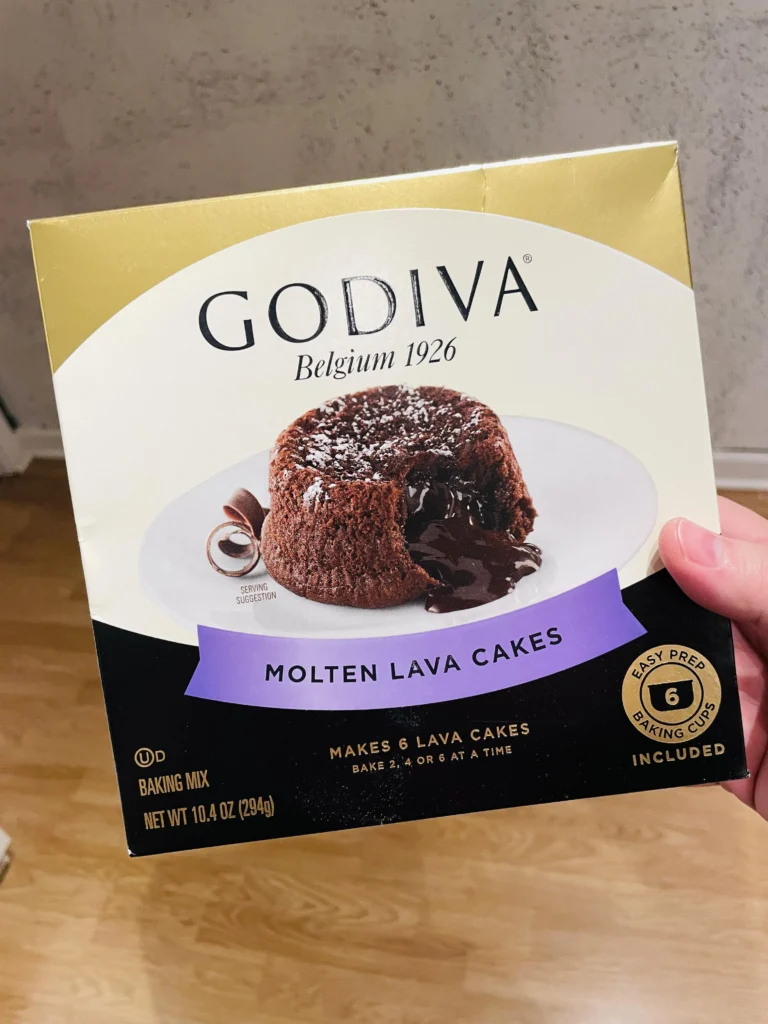 GODIVA®
Belgium 1926
SERVING
SUGGESTION
MOLTEN LAVA CAKES
MAKES 6 LAVA CAKES
BAKE 2, 4 OR 6 AT A TIME
EASY PREP
6
BAKING CUPS
INCLUDED
UD
BAKING MIX
NET WT 10.4 OZ (294g)